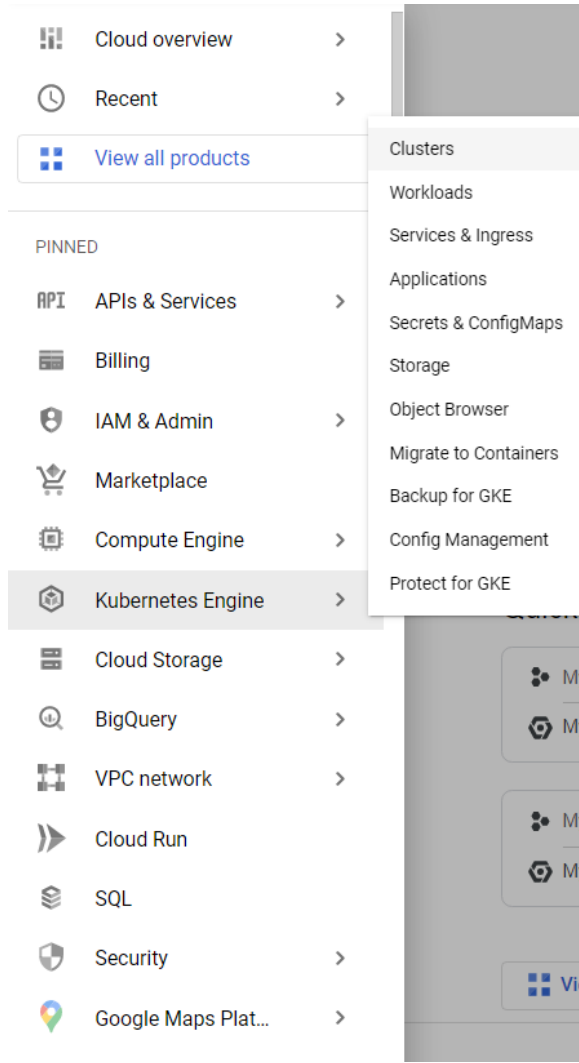 Cloud overview
Recent
View all products
PINNED
API APIs & Services
Billing
IAM & Admin
Marketplace
Compute Engine
Kubernetes Engine
Cloud Storage
BigQuery
VPC network
Cloud Run
SQL
Security
Google Maps Plat...
Clusters
Workloads
Services & Ingress
Applications
Secrets & ConfigMaps
Storage
Object Browser
Migrate to Containers
Backup for GKE
Config Management
Protect for GKE